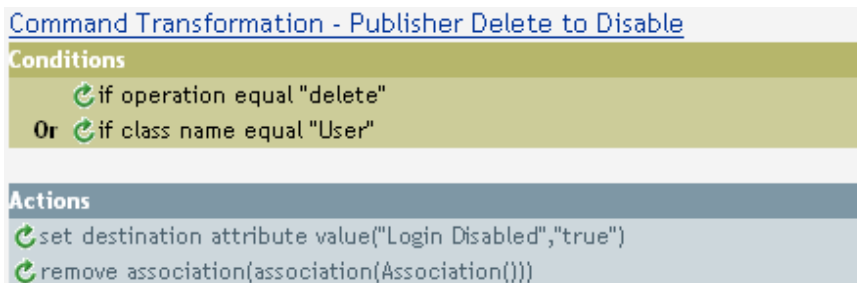 Command Transformation - Publisher Delete to Disable
Conditions
if operation equal "delete"
Or if class name equal "User"
Actions
set destination attribute value("Login Disabled","true")
remove association(association(Association()))